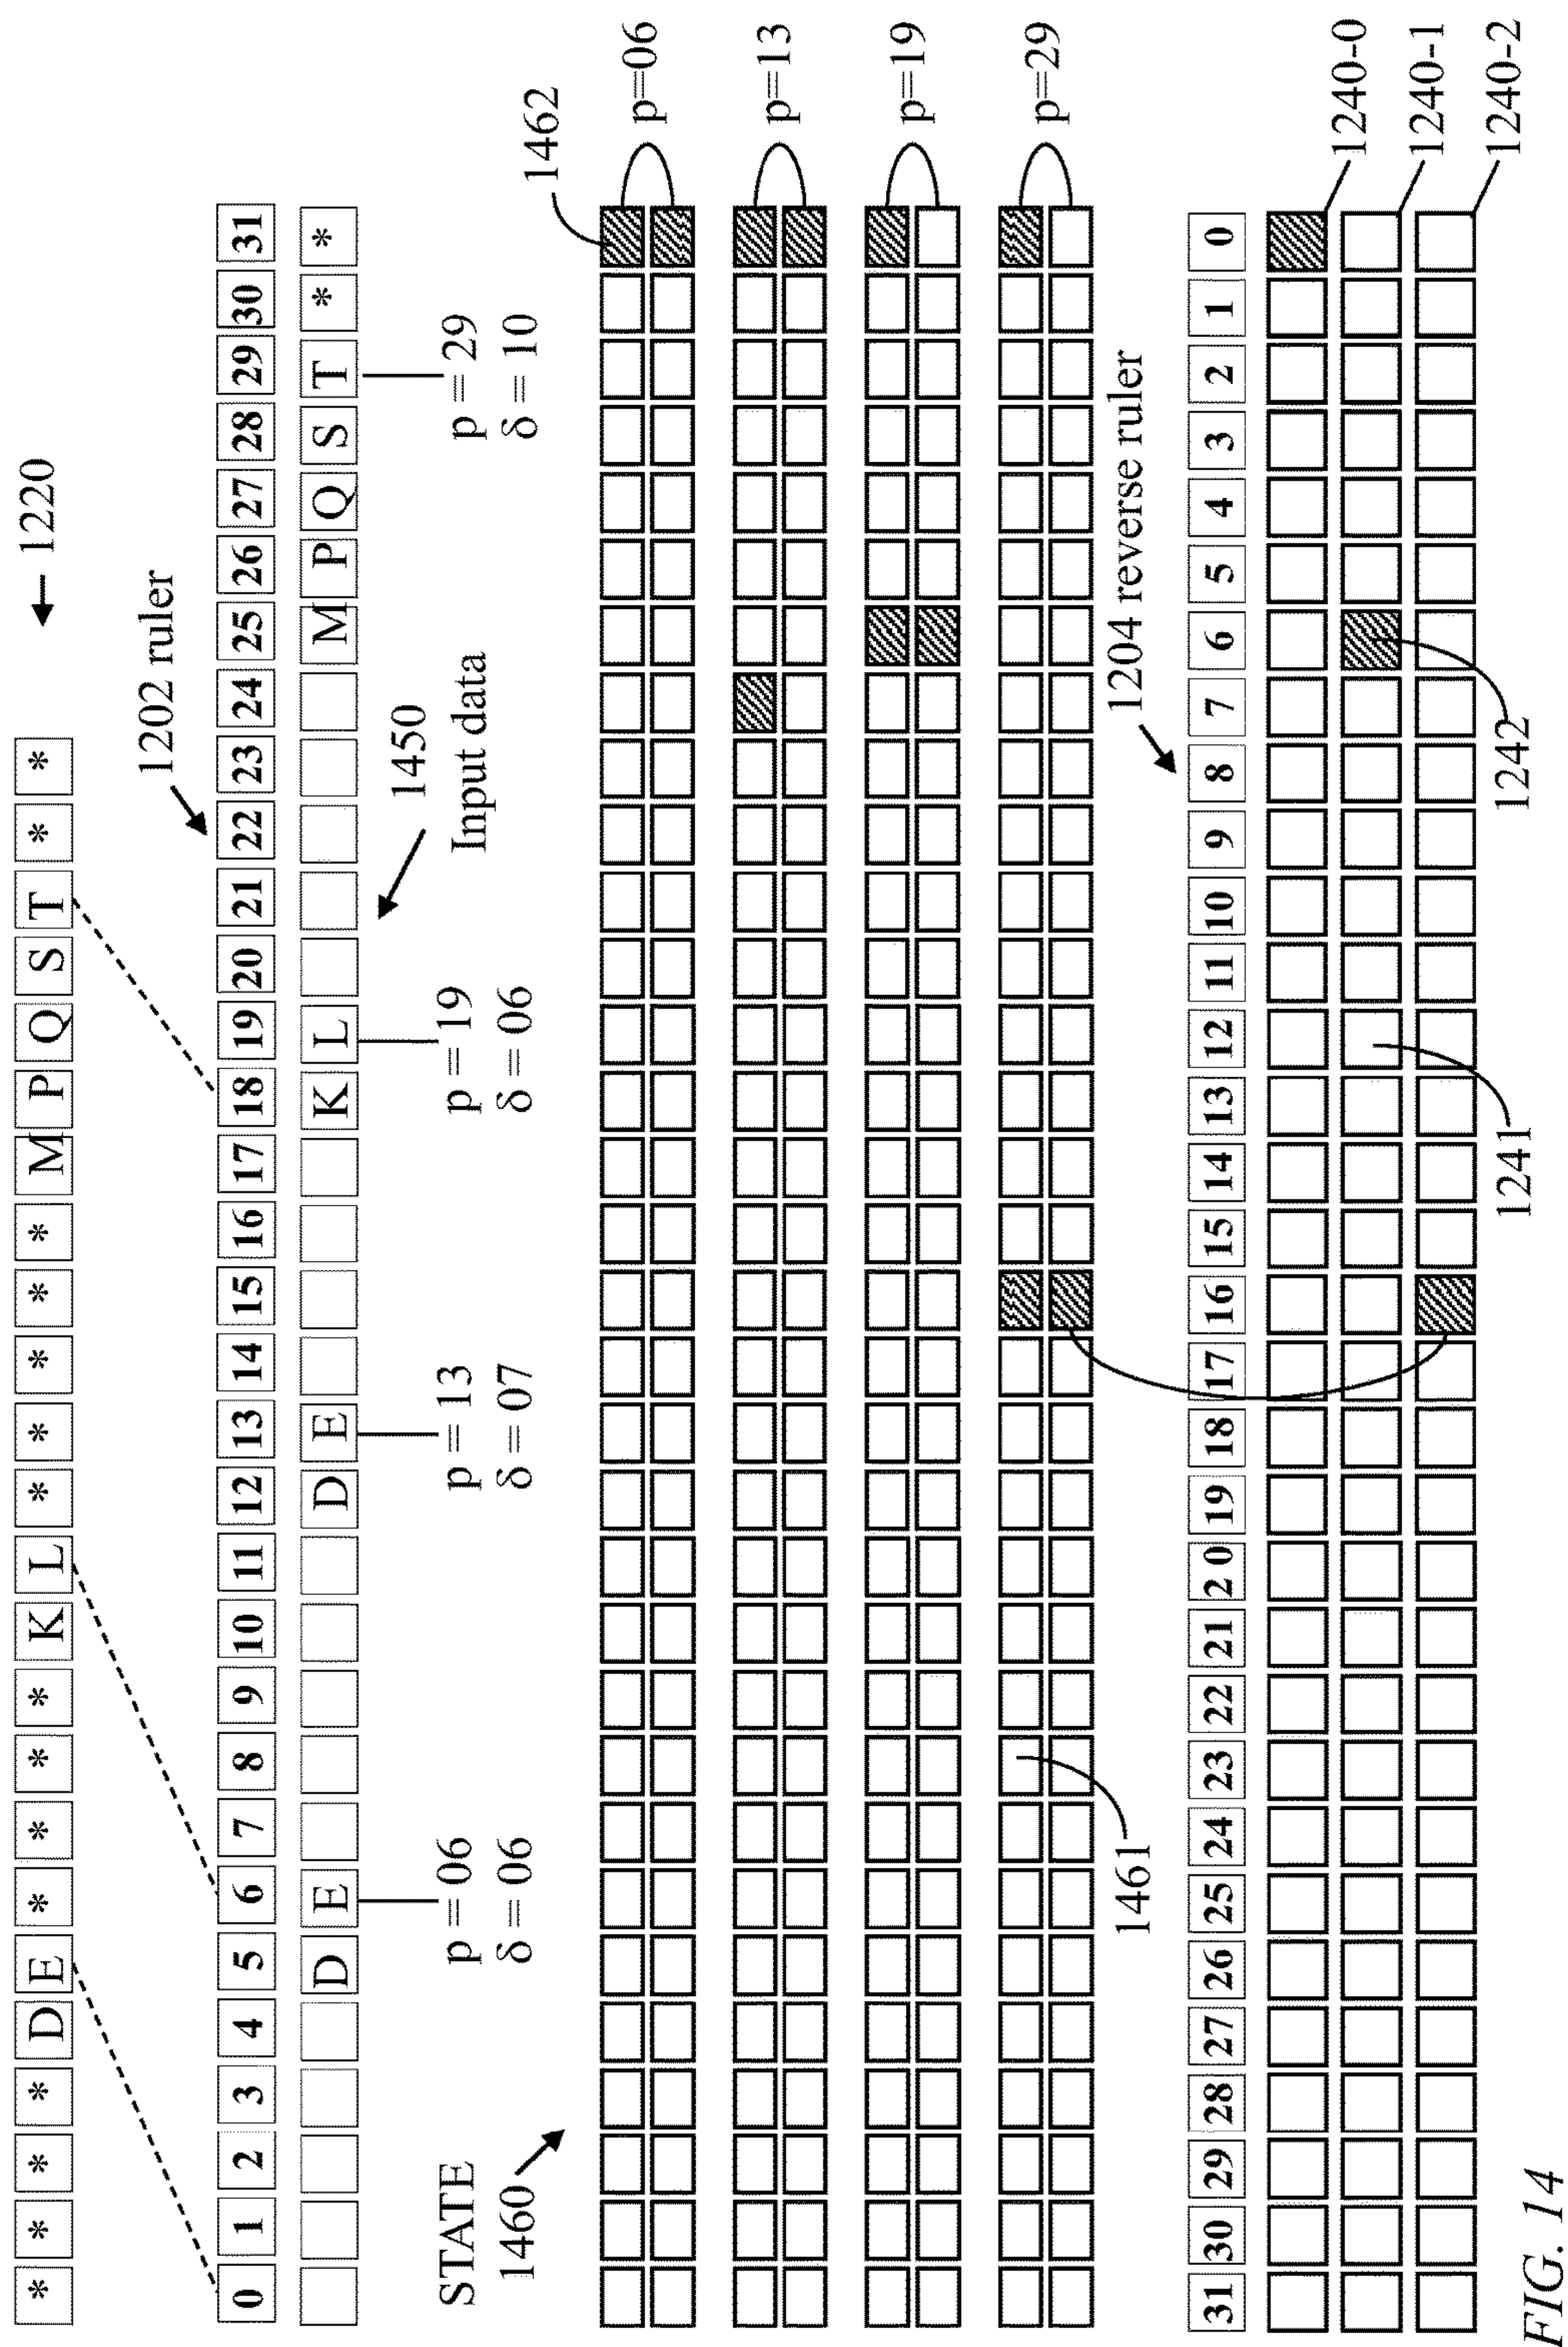 * * * * D E * * * * K L * * * * * M P Q S T * * ← 1220
1202 ruler
0 1 2 3 4 5 6 7 8 9 10 11 12 13 14 15 16 17 18 19 20 21 22 23 24 25 26 27 28 29 30 31
D E D E K L M P Q S T * *
1450
Input data
p = 06
δ = 06
p = 13
δ = 07
p = 19
δ = 06
p = 29
δ = 10
STATE
1460
1462
p=06
p=13
p=19
p=29
1461
1204 reverse ruler
31 30 29 28 27 26 25 24 23 22 21 2 0 19 18 17 16 15 14 13 12 11 10 9 8 7 6 5 4 3 2 1 0
1240-0
1240-1
1240-2
1241
1242
FIG. 14